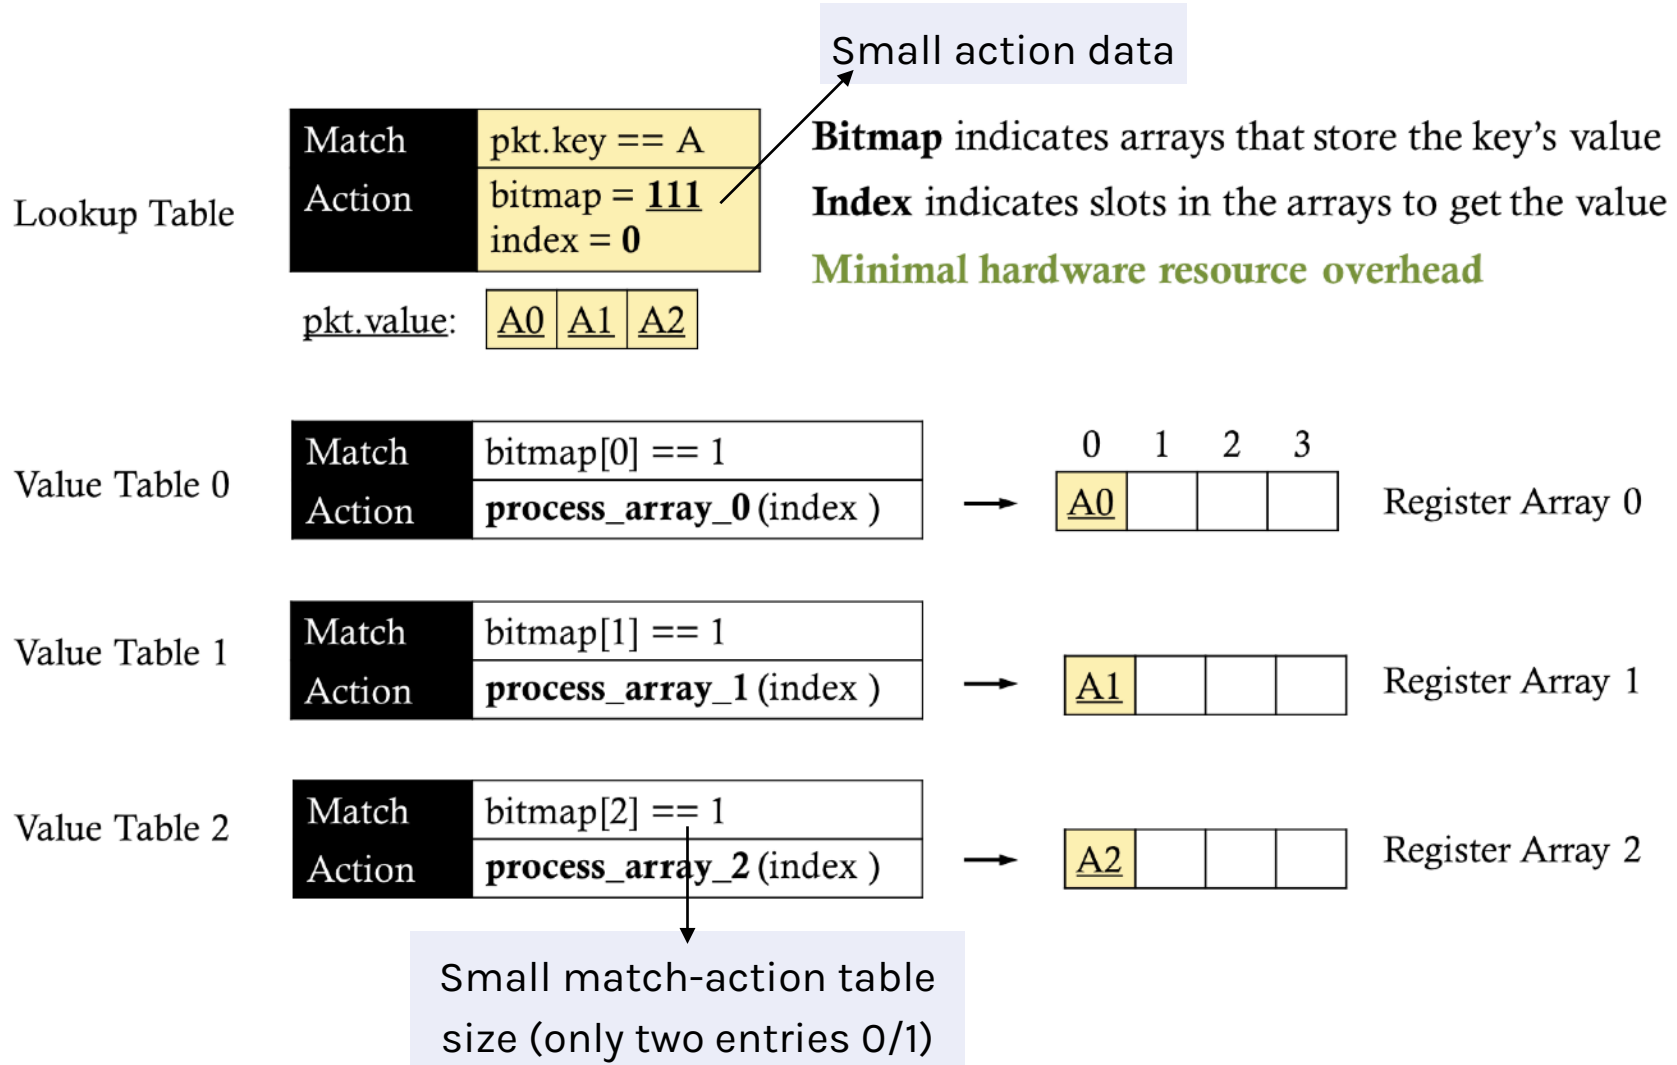 Small action data
Lookup Table
Match
pkt.key == A
Action
bitmap = 111
index = 0
Bitmap indicates arrays that store the key’s value
Index indicates slots in the arrays to get the value
Minimal hardware resource overhead
pkt.value: A0 A1 A2
Value Table 0
Match
bitmap[0] == 1
Action
process_array_0 (index )
0 1 2 3
A0
Register Array 0
Value Table 1
Match
bitmap[1] == 1
Action
process_array_1 (index )
A1
Register Array 1
Value Table 2
Match
bitmap[2] == 1
Action
process_array_2 (index )
A2
Register Array 2
Small match-action table
size (only two entries 0/1)